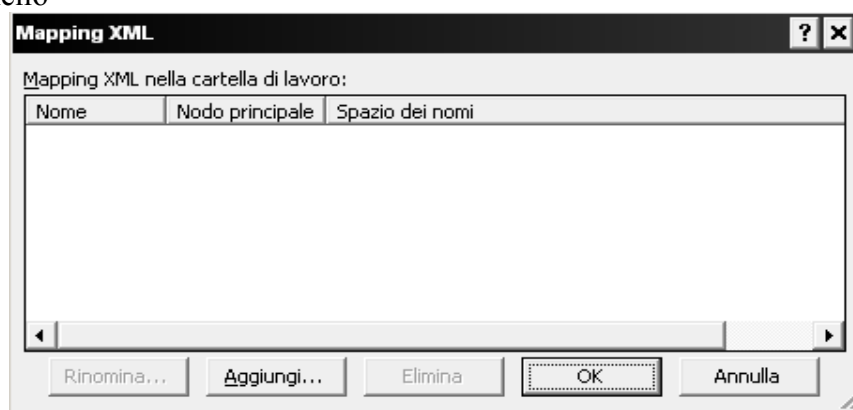 Mapping XML
Mapping XML nella cartella di lavoro:
Nome Nodo principale Spazio dei nomi
Rinomina... Aggiungi... Elimina OK Annulla